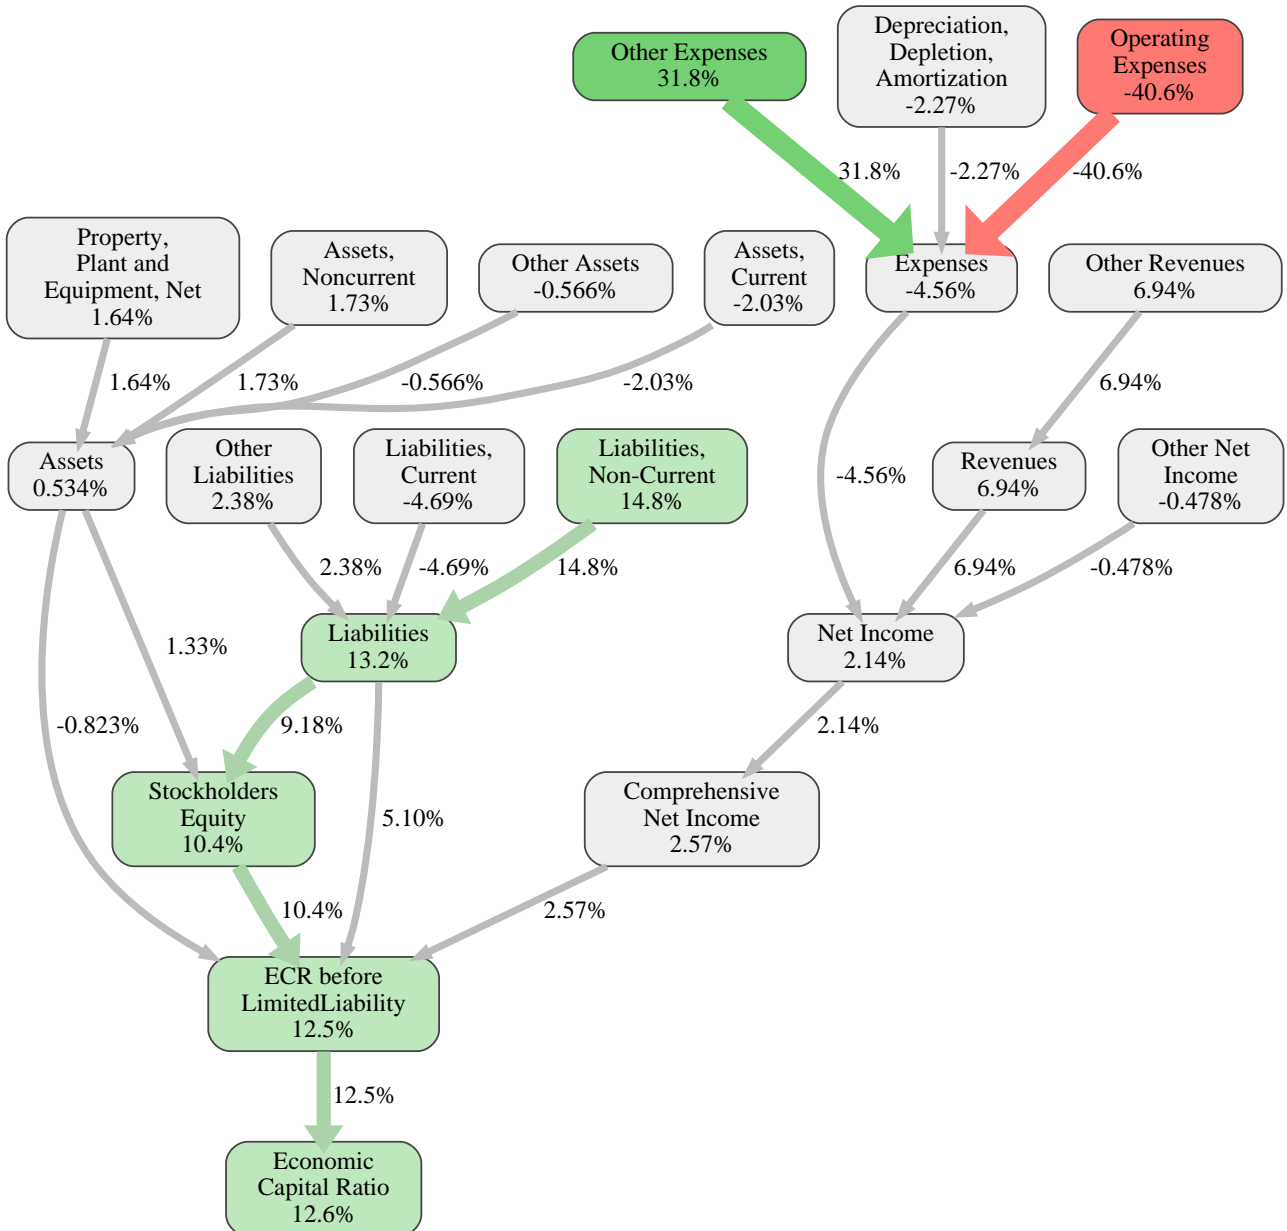 Other Expenses
31.8%
Depreciation,
Depletion,
Amortization
-2.27%
Operating
Expenses
-40.6%
31.8%
-2.27%
-40.6%
Property,
Plant and
Equipment, Net
1.64%
Assets,
Noncurrent
1.73%
Other Assets
-0.566%
Assets,
Current
-2.03%
Expenses
-4.56%
Other Revenues
6.94%
1.64%
1.73%
-0.566%
-2.03%
6.94%
Assets
0.534%
Other
Liabilities
2.38%
Liabilities,
Current
-4.69%
Liabilities,
Non-Current
14.8%
-4.56%
Revenues
6.94%
Other Net
Income
-0.478%
2.38%
-4.69%
14.8%
6.94%
-0.478%
1.33%
Liabilities
13.2%
Net Income
2.14%
-0.823%
9.18%
2.14%
Stockholders
Equity
10.4%
5.10%
Comprehensive
Net Income
2.57%
10.4%
2.57%
ECR before
LimitedLiability
12.5%
12.5%
Economic
Capital Ratio
12.6%